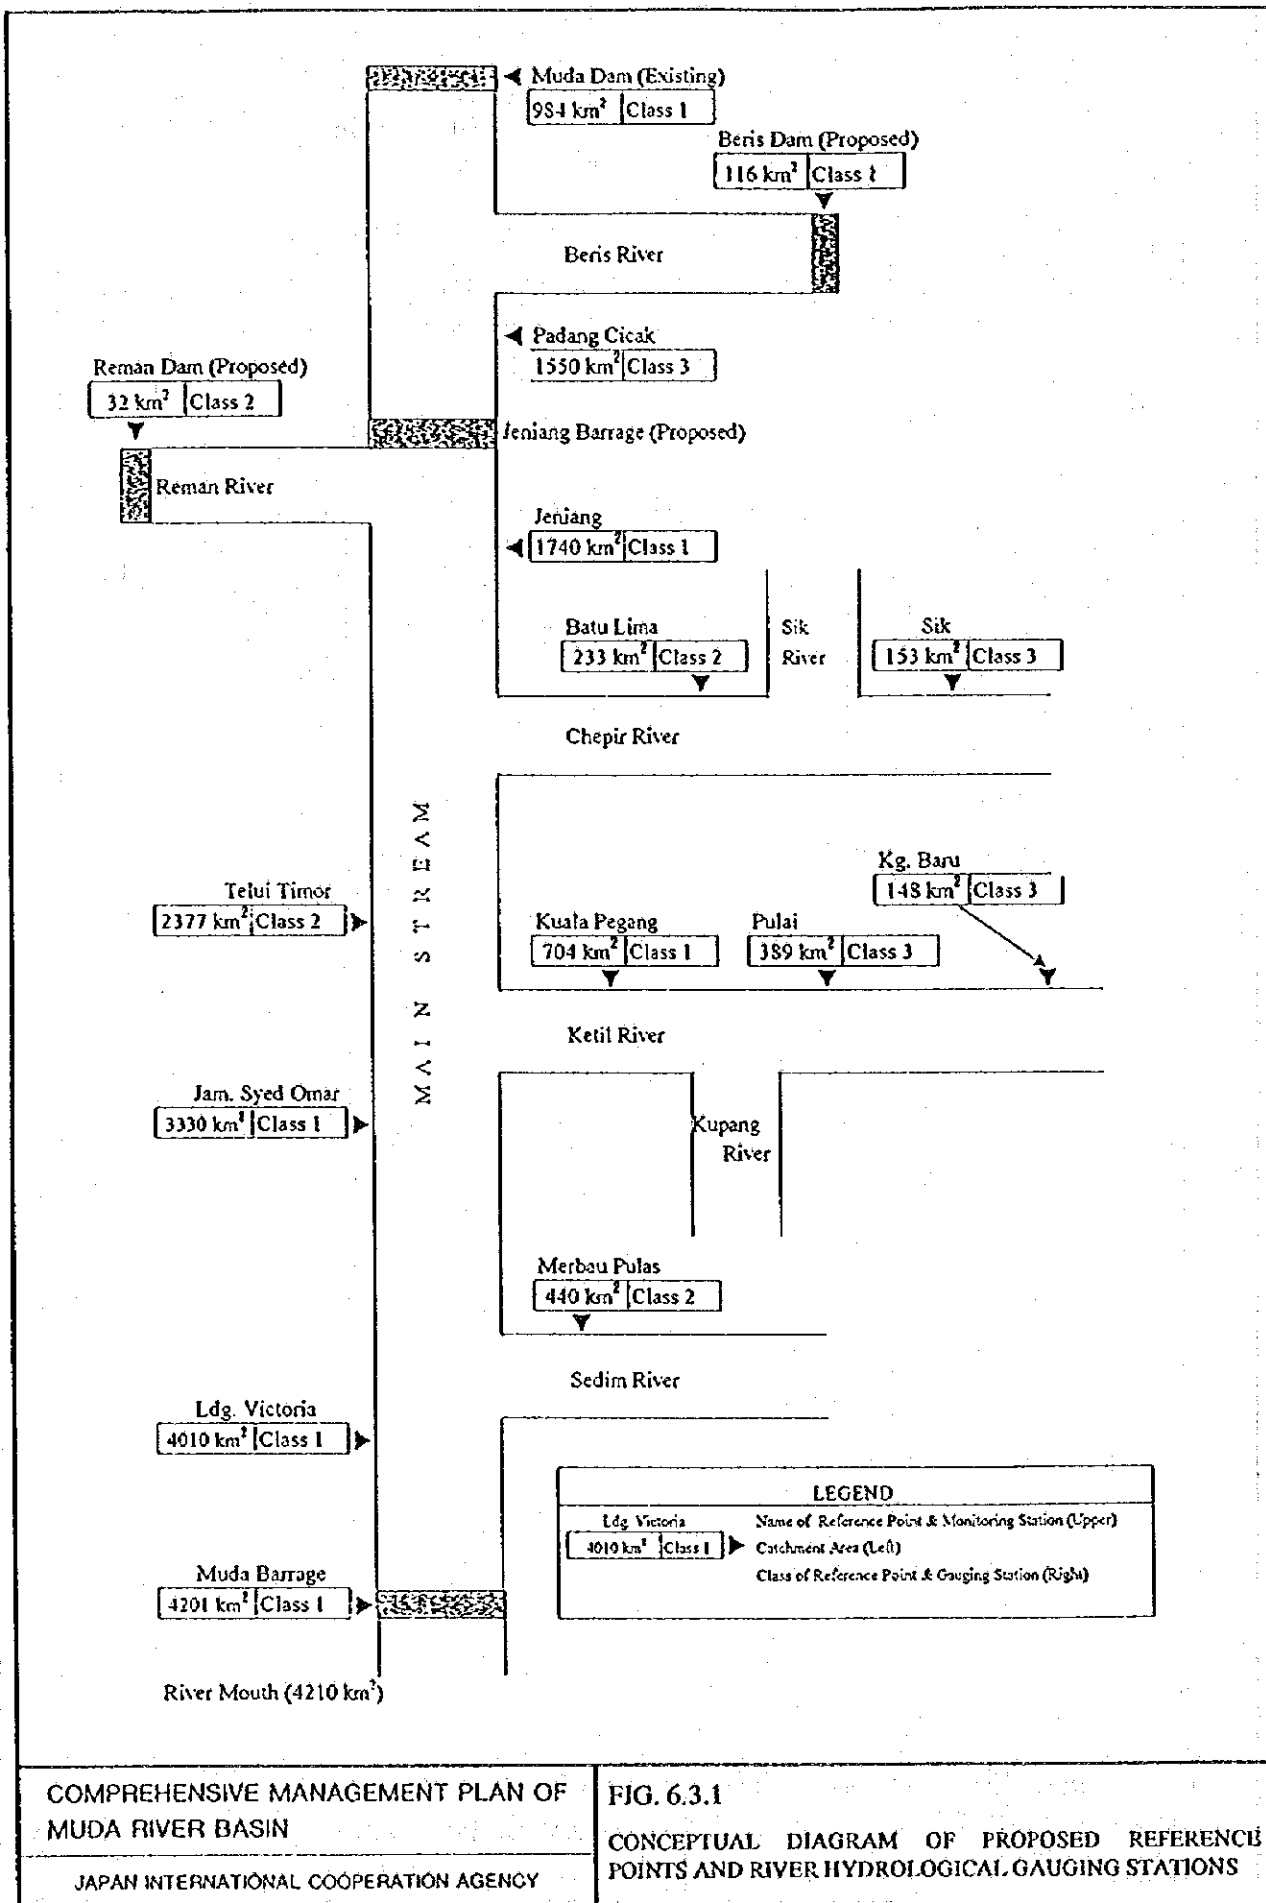 Muda Dam (Existing)
984 km² Class 1
Beris Dam (Proposed)
116 km² Class 1
Beris River
Padang Cicak
1550 km² Class 3
Reman Dam (Proposed)
32 km² Class 2
Jeniang Barrage (Proposed)
Reman River
Jeniang
1740 km² Class 1
Batu Lima
233 km² Class 2
Sik
River
Sik
153 km² Class 3
Chepir River
MAIN STREAM
Kg. Baru
148 km² Class 3
Telui Timor
2377 km² Class 2
Kuala Pegang
704 km² Class 1
Pulai
389 km² Class 3
Ketil River
Jam. Syed Omar
3330 km² Class 1
Kupang
River
Merbau Pulas
440 km² Class 2
Sedim River
Ldg. Victoria
4010 km² Class 1
LEGEND
Ldg. Victoria
4010 km² Class 1
Name of Reference Point & Monitoring Station (Upper)
Catchment Area (Left)
Class of Reference Point & Gauging Station (Right)
Muda Barrage
4201 km² Class 1
River Mouth (4210 km²)
COMPREHENSIVE MANAGEMENT PLAN OF
MUDA RIVER BASIN
JAPAN INTERNATIONAL COOPERATION AGENCY
FIG. 6.3.1
CONCEPTUAL DIAGRAM OF PROPOSED REFERENCE
POINTS AND RIVER HYDROLOGICAL GAUGING STATIONS